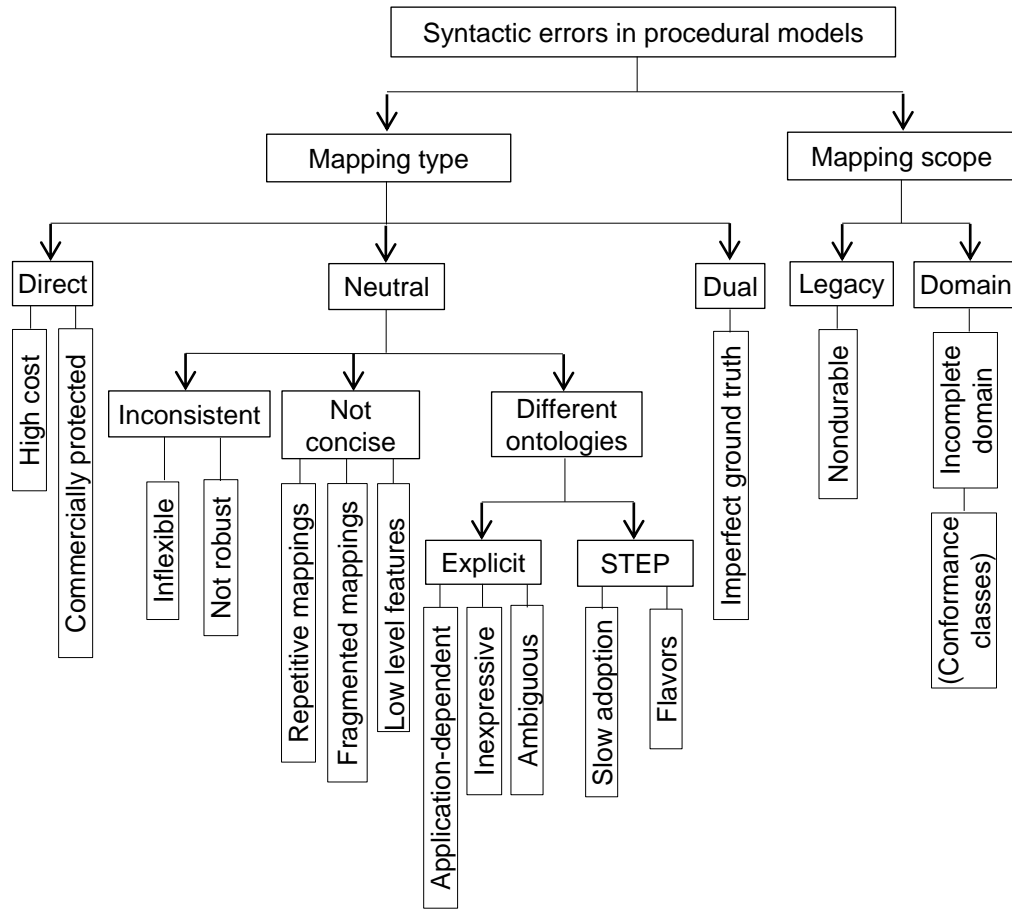 Syntactic errors in procedural models
Mapping type
Mapping scope
Direct
Neutral
Dual
Legacy
Domain
High cost
Commercially protected
Inconsistent
Not
concise
Different
ontologies
Imperfect ground truth
Nondurable
Incomplete
domain
Inflexible
Not robust
Repetitive mappings
Fragmented mappings
Low level features
Explicit
STEP
(Conformance
classes)
Application-dependent
Inexpressive
Ambiguous
Slow adoption
Flavors